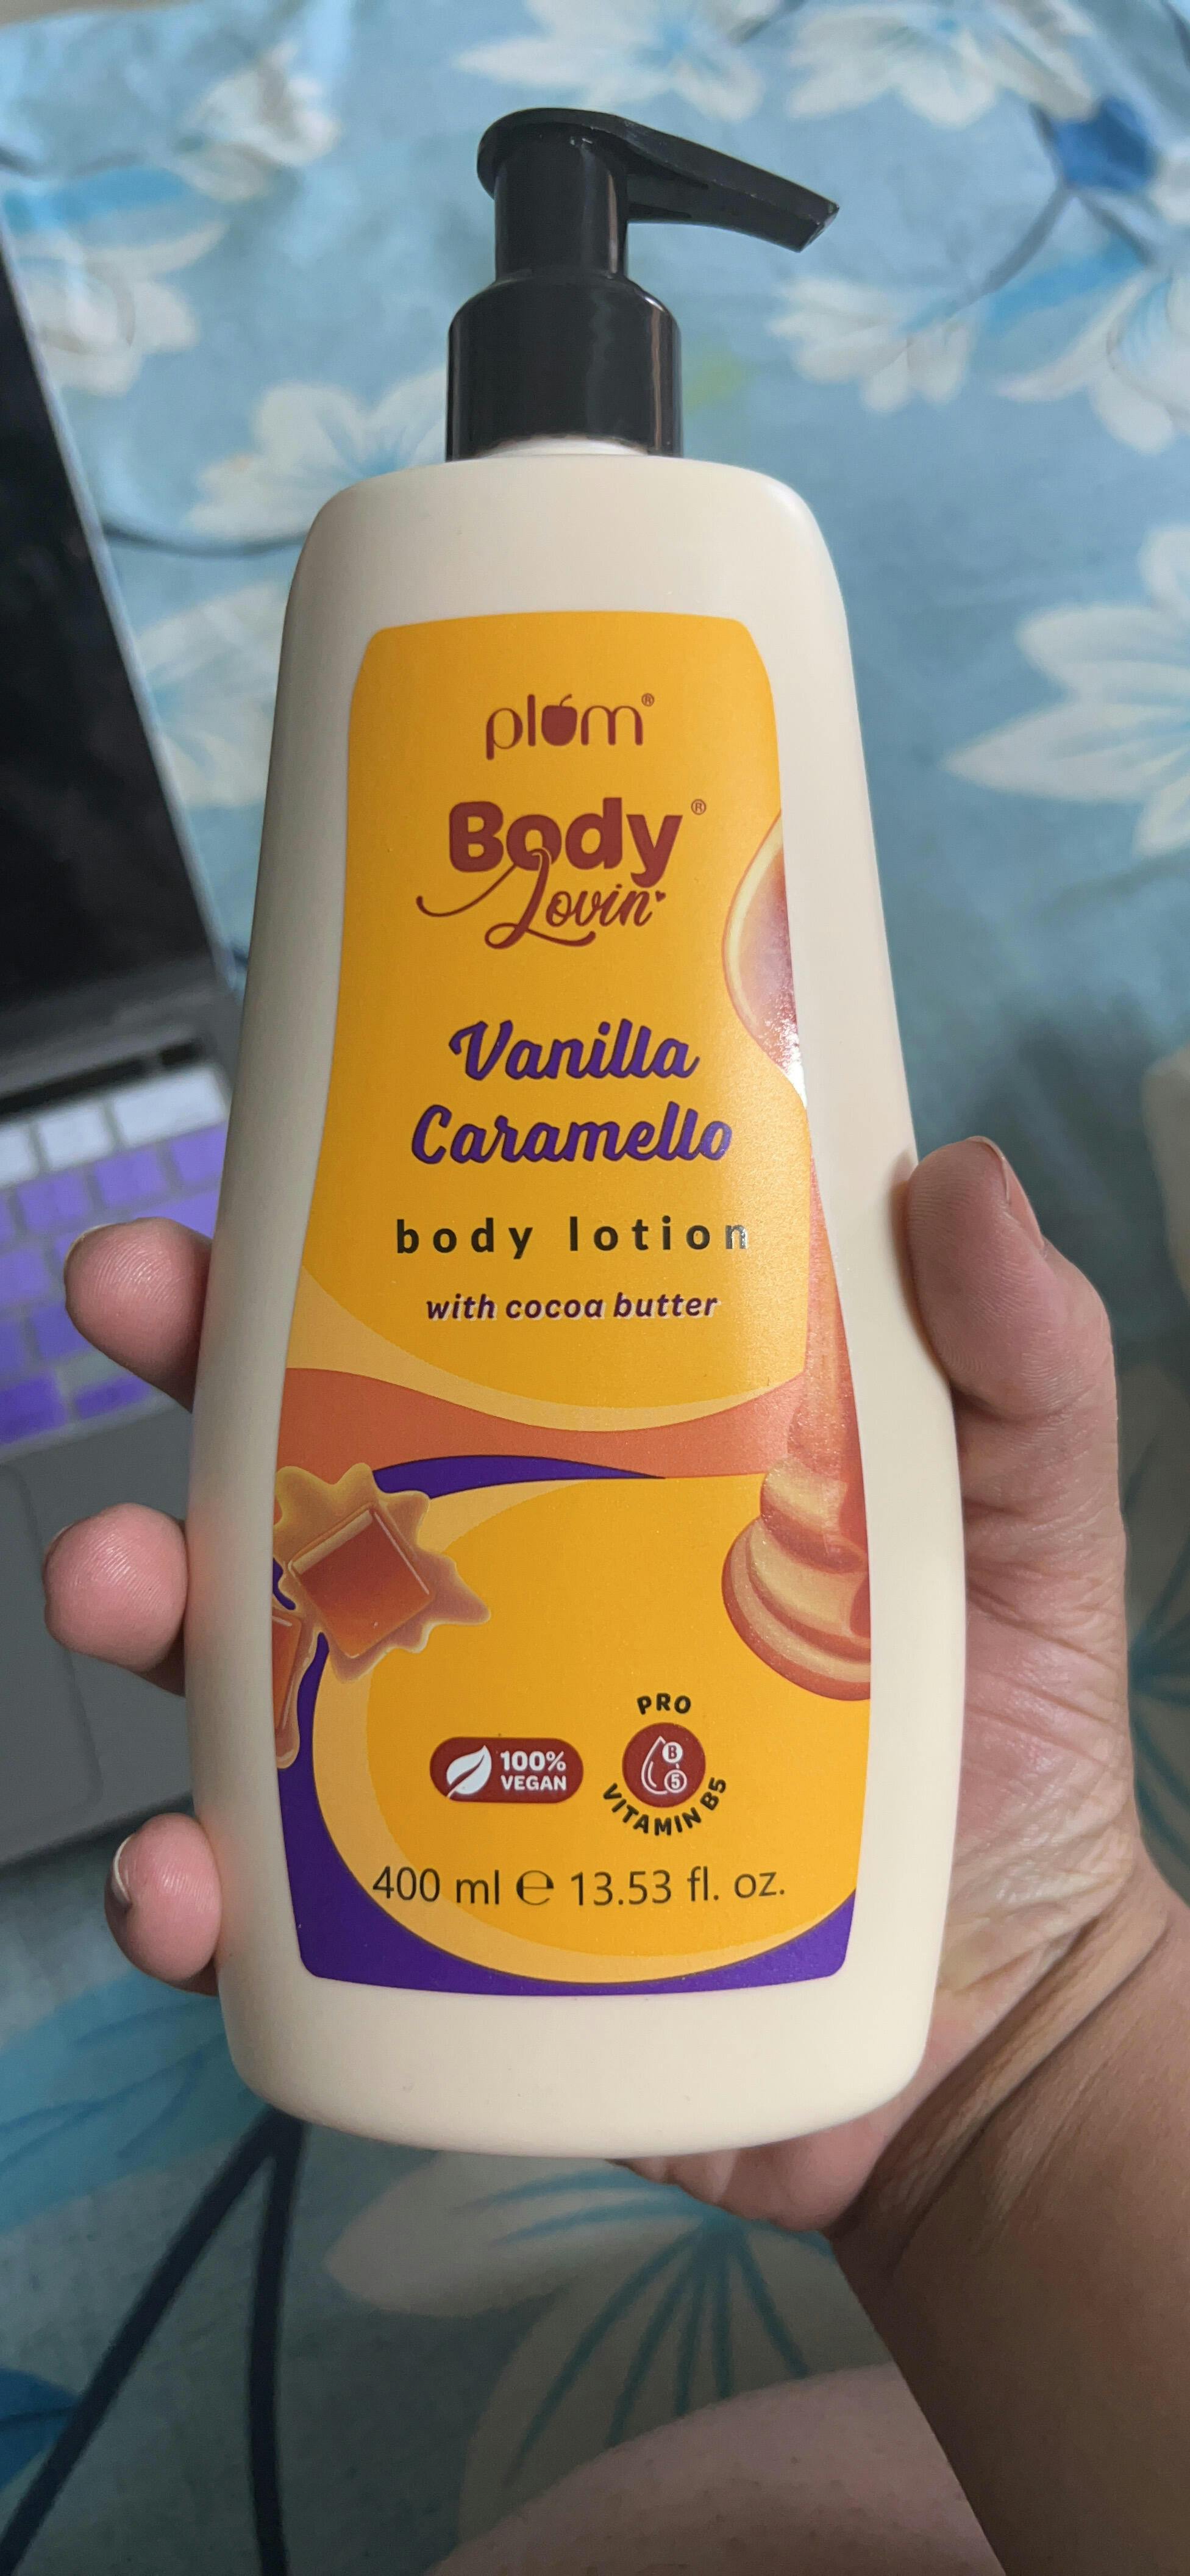 plum®
Body®
Lovin'
Vanilla
Caramello
body lotion
with cocoa butter
PRO
100%
VEGAN
B
5
VITAMIN B5
400 ml ℮ 13.53 fl. oz.